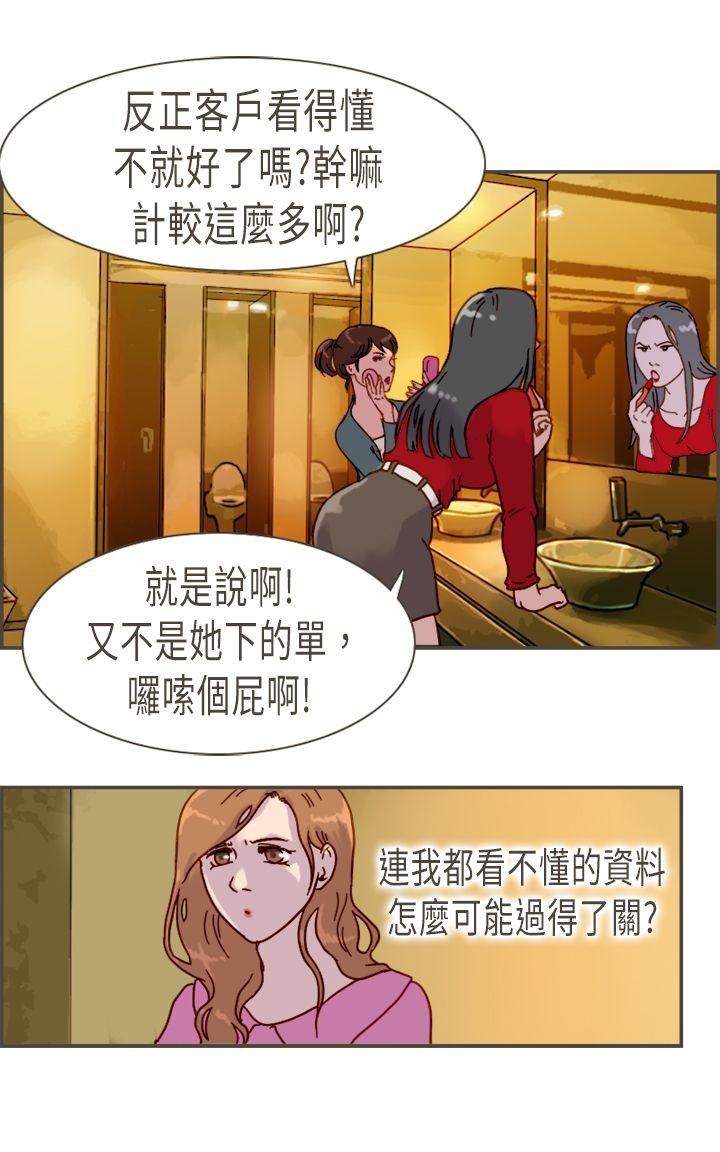 反正客戶看得懂
不就好了嗎?幹嘛
計較這麼多啊?
就是說啊!
又不是她下的單，
囉嗦個屁啊!
連我都看不懂的資料
怎麼可能過得了關?